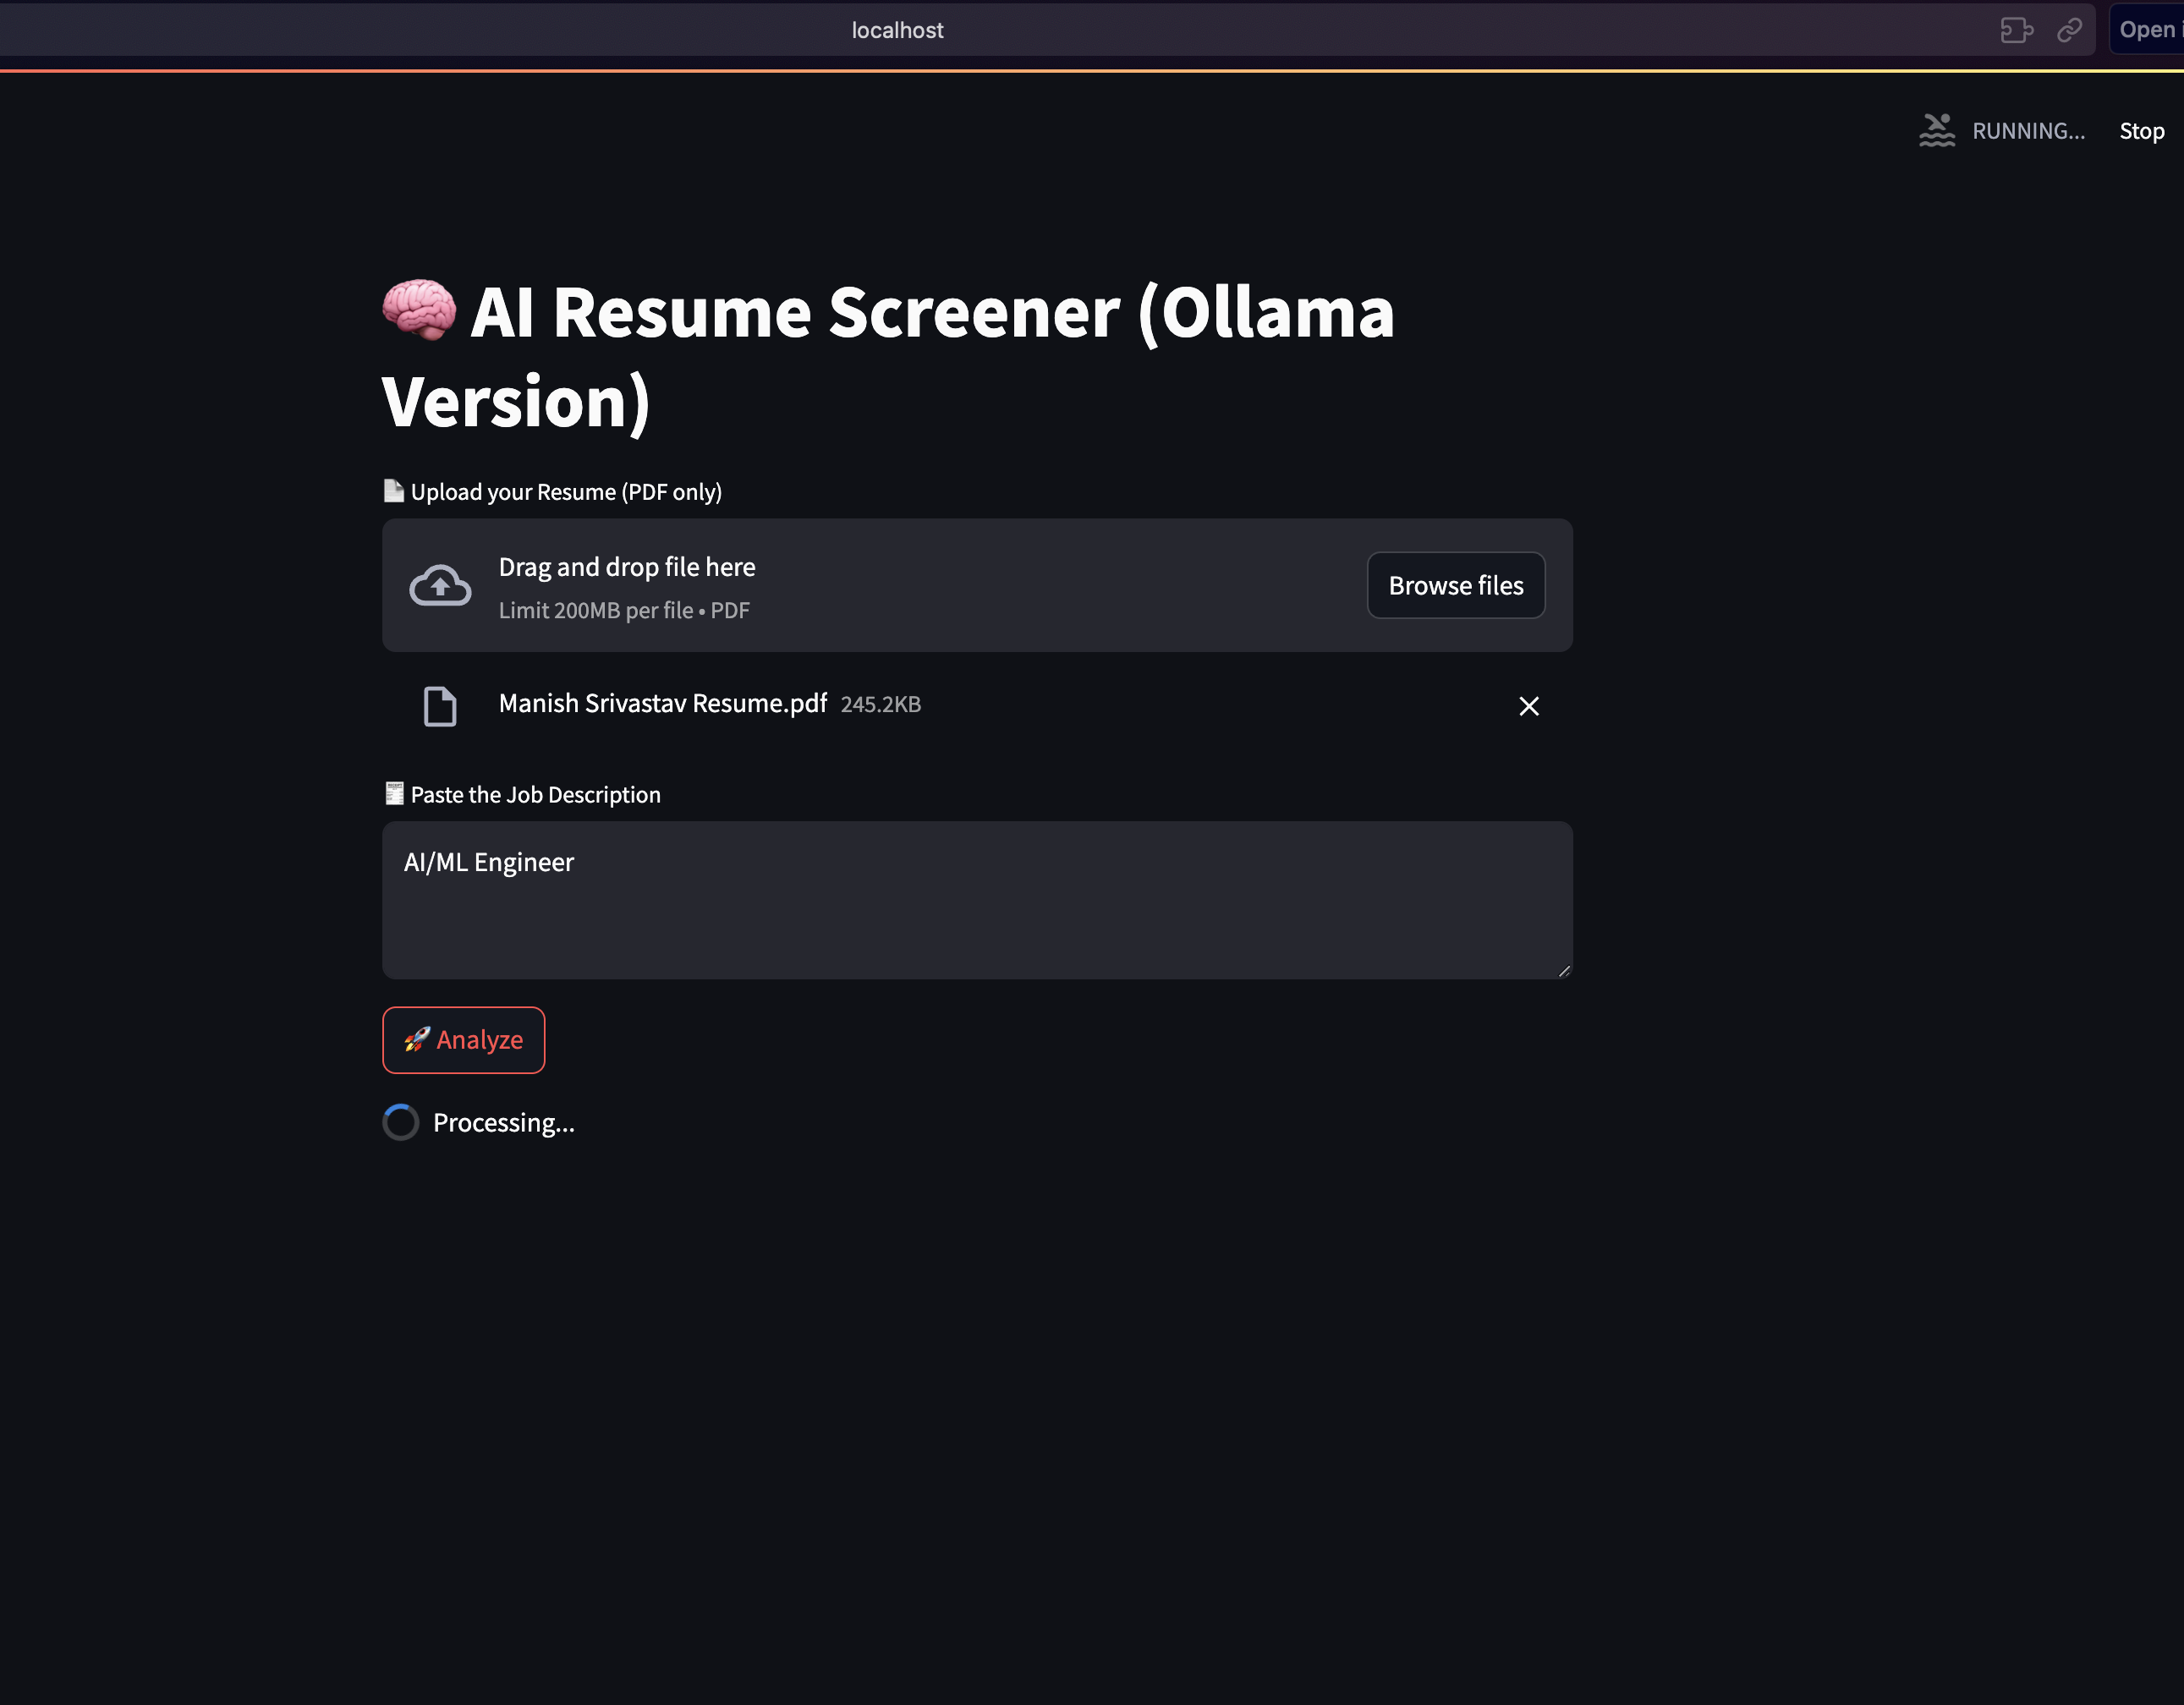 localhost
Open i
RUNNING...
Stop
AI Resume Screener (Ollama
Version)
Upload your Resume (PDF only)
Drag and drop file here
Limit 200MB per file • PDF
Browse files
Manish Srivastav Resume.pdf 245.2KB
Paste the Job Description
AI/ML Engineer
Analyze
Processing...